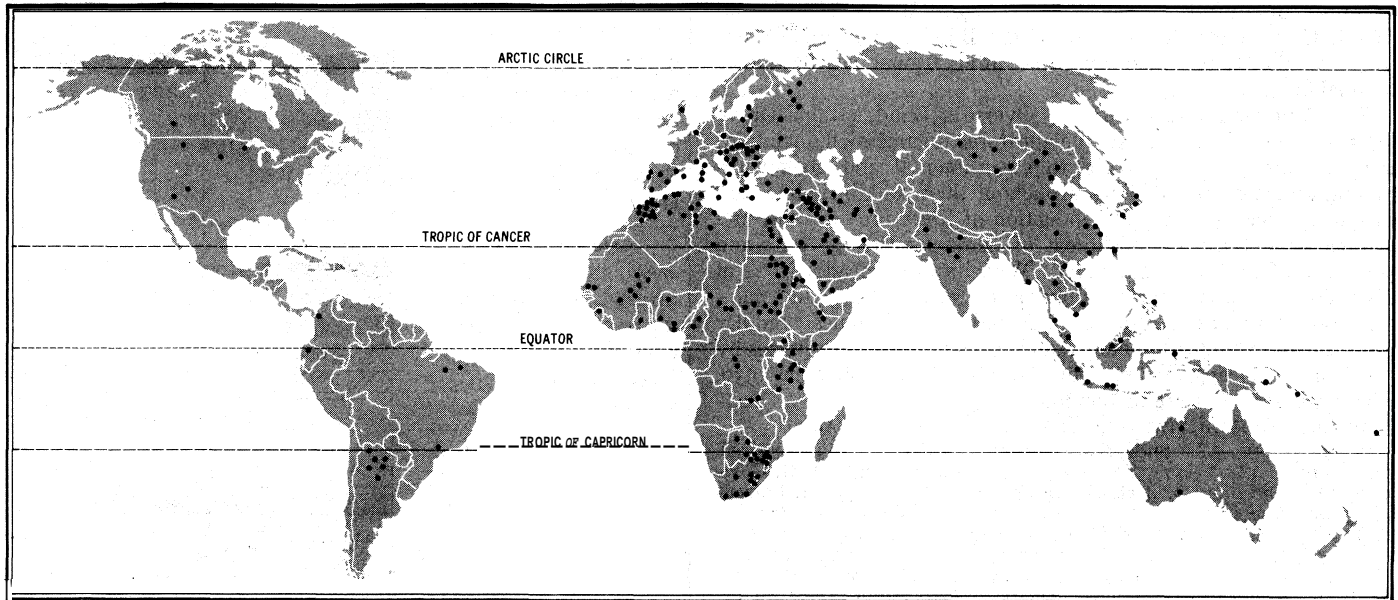 ARCTIC CIRCLE
TROPIC OF CANCER
EQUATOR
TROPIC OF CAPRICORN